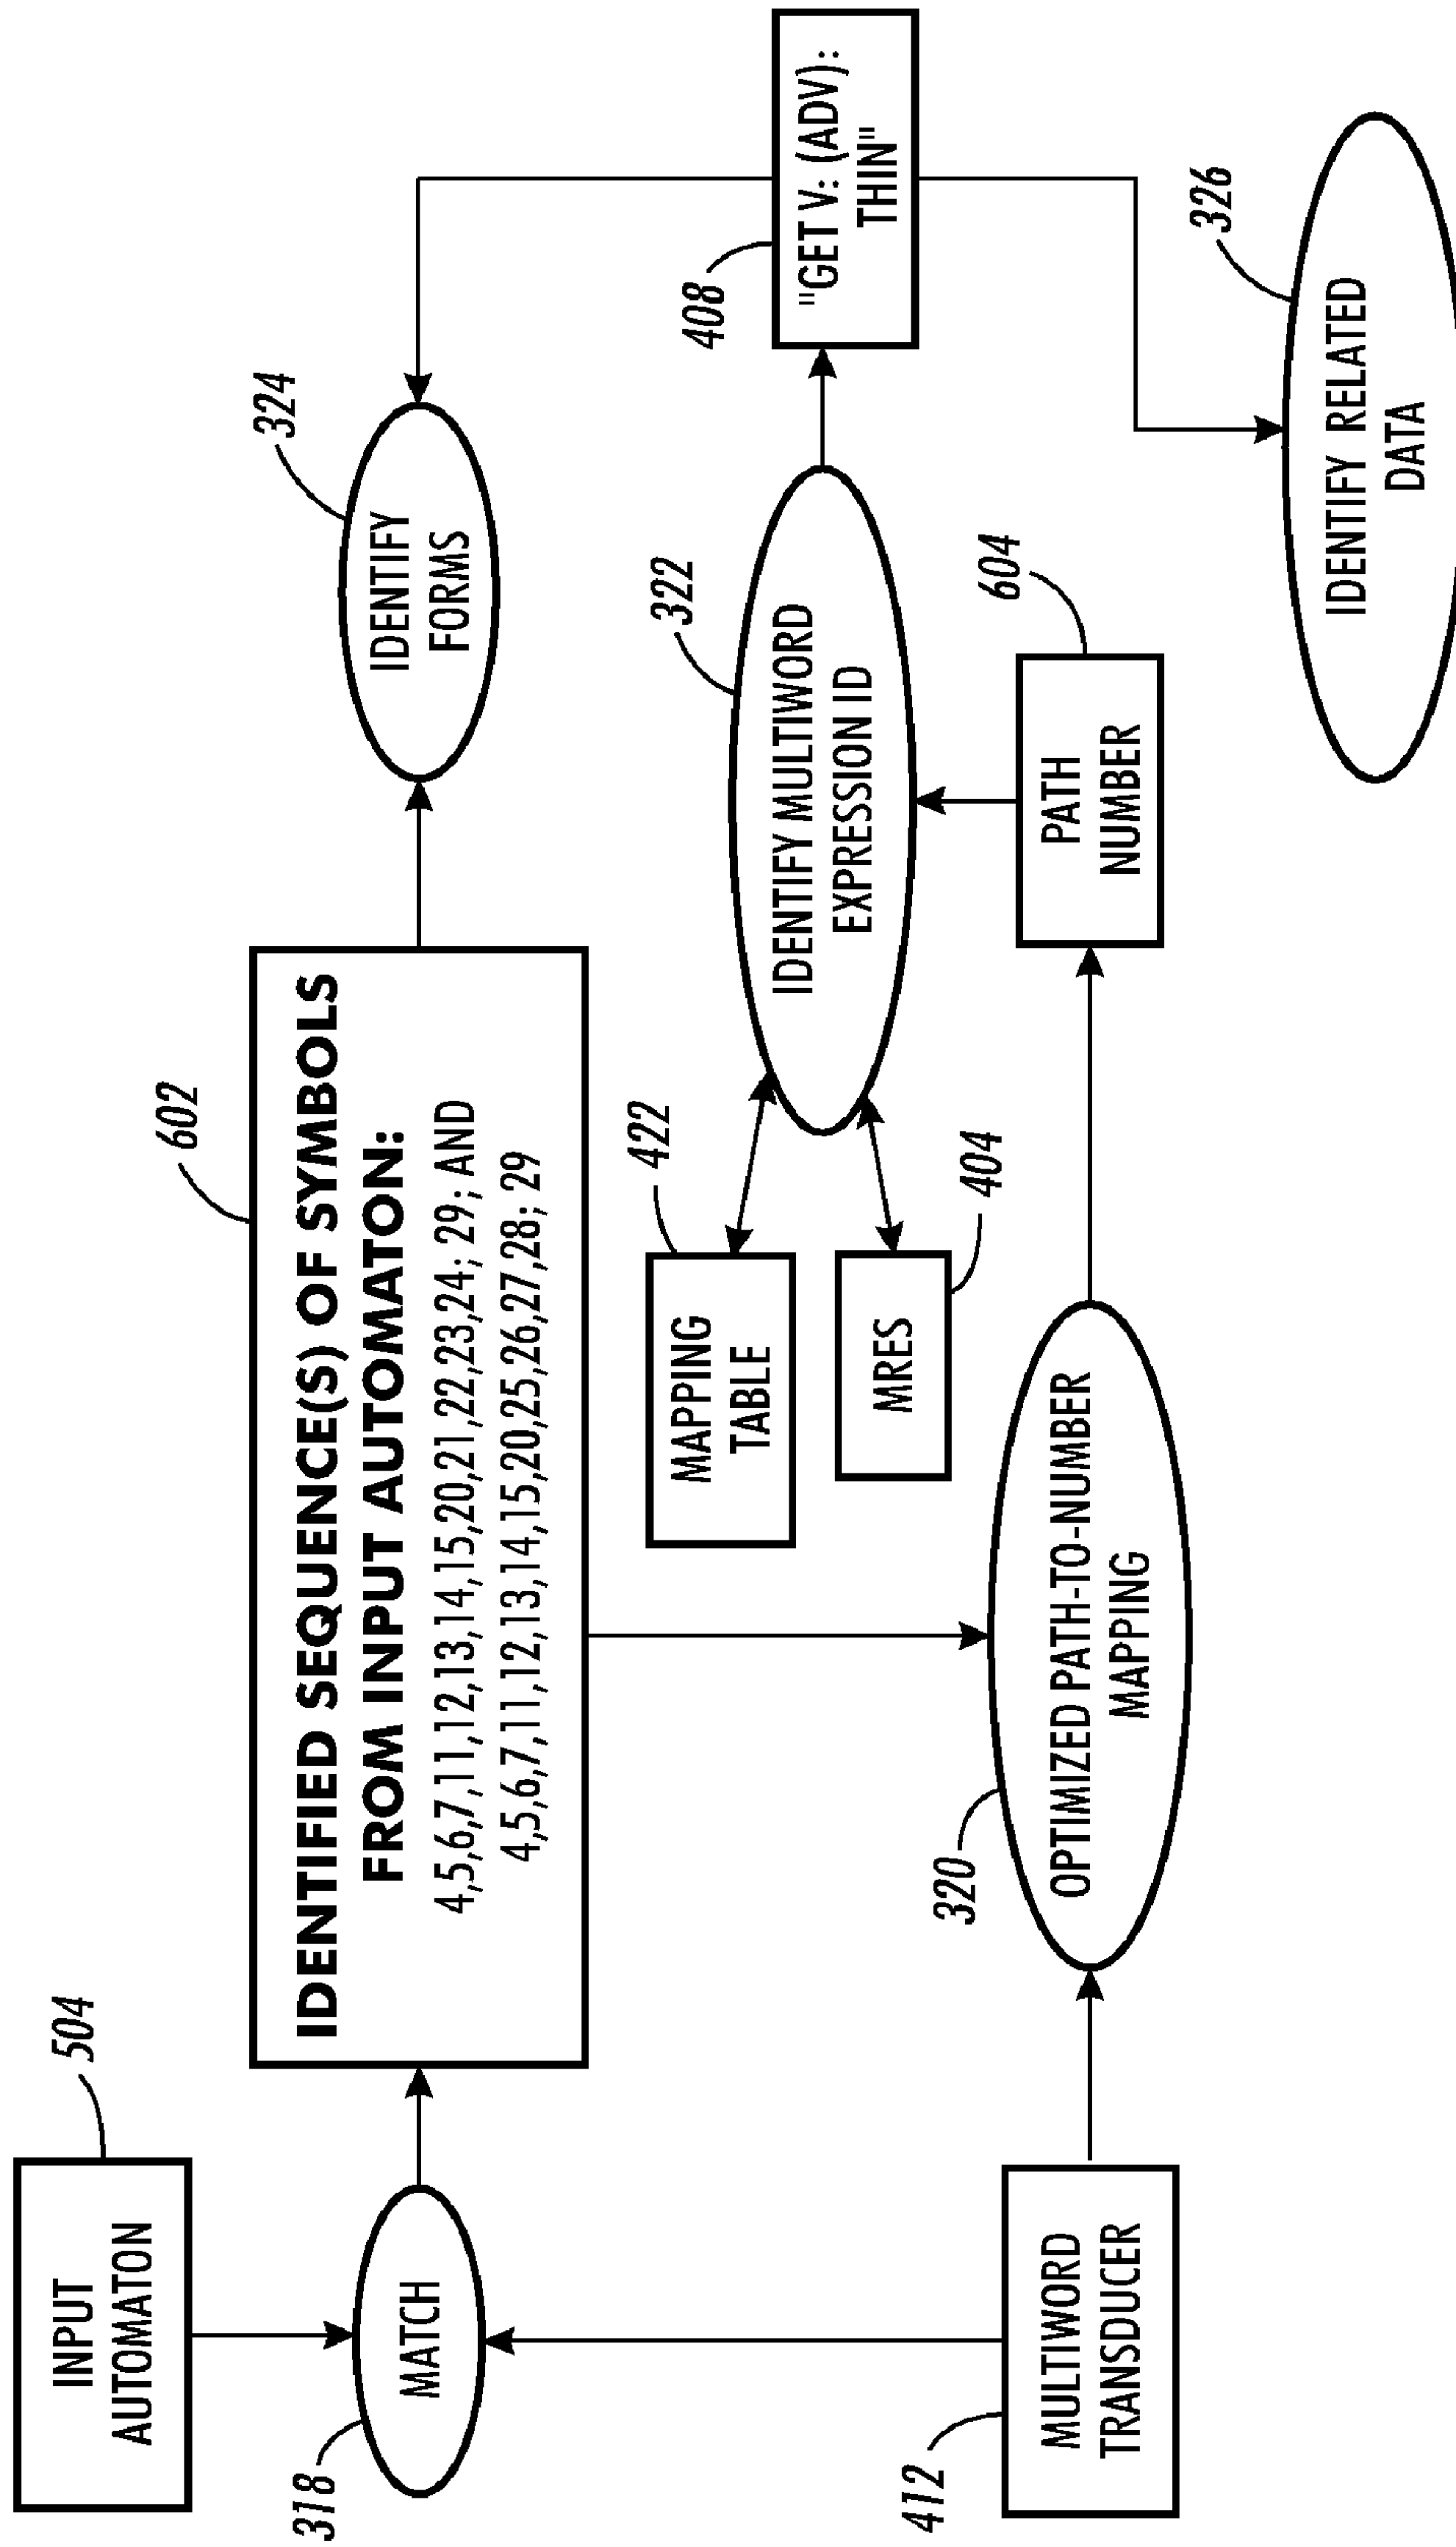 504
INPUT
AUTOMATON
318
MATCH
412
MULTIWORD
TRANSDUCER
602
IDENTIFIED SEQUENCE(S) OF SYMBOLS
FROM INPUT AUTOMATON:
4,5,6,7,11,12,13,14,15,20,21,22,23,24; 29; AND
4,5,6,7,11,12,13,14,15,20,25,26,27,28; 29
320
OPTIMIZED PATH-TO-NUMBER
MAPPING
422
MAPPING
TABLE
404
MRES
324
IDENTIFY
FORMS
322
IDENTIFY MULTIWORD
EXPRESSION ID
604
PATH
NUMBER
408
"GET V: (ADV):
THIN"
326
IDENTIFY RELATED
DATA